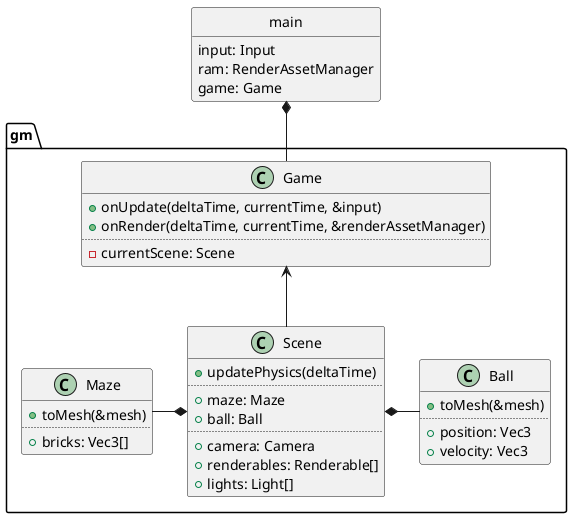 main
input: Input
ram: RenderAssetManager
game: Game
gm
C Game
onUpdate(deltaTime, currentTime, &input)
onRender(deltaTime, currentTime, &renderAssetManager)
currentScene: Scene
C Maze
toMesh(&mesh)
bricks: Vec3[]
C Scene
updatePhysics(deltaTime)
maze: Maze
ball: Ball
camera: Camera
renderables: Renderable[]
lights: Light[]
C Ball
toMesh(&mesh)
position: Vec3
velocity: Vec3